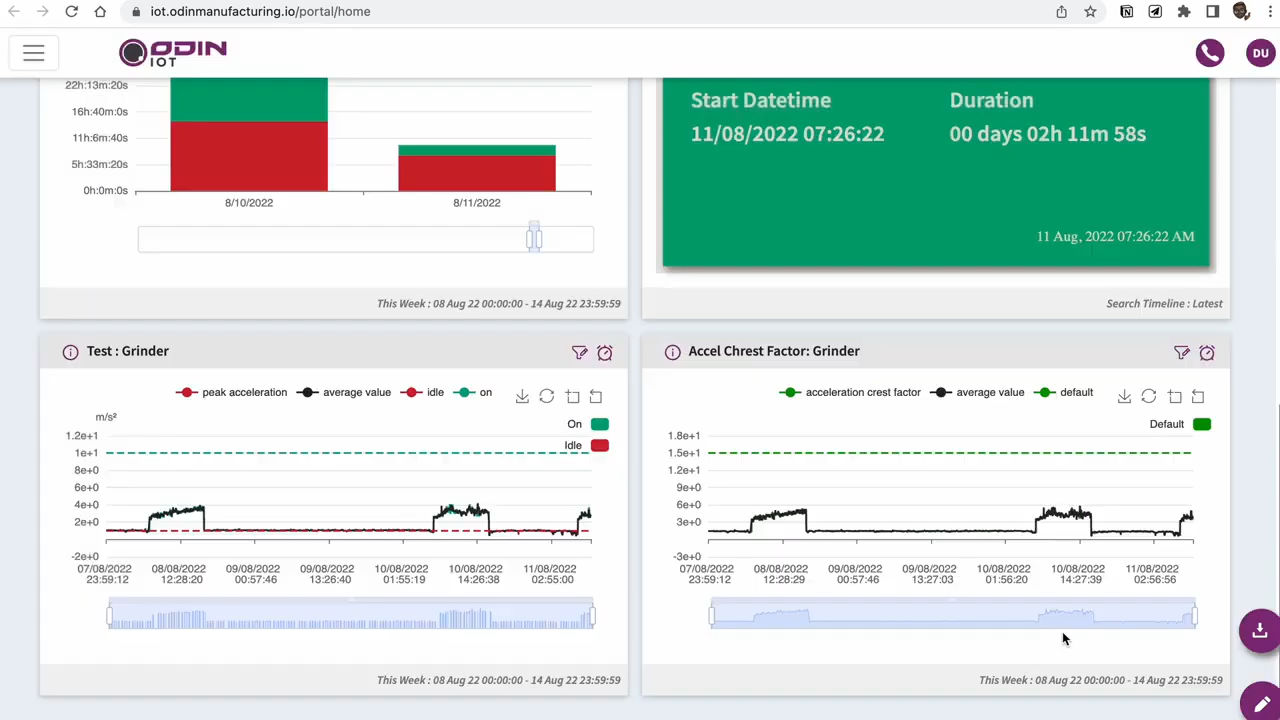 iot.odinmanufacturing.io/portal/home
ODIN
IOT
DU
22h:13m:20s
16h:40m:0s
11h:6m:40s
5h:33m:20s
0h:0m:0s
8/10/2022
8/11/2022
This Week : 08 Aug 22 00:00:00 - 14 Aug 22 23:59:59
Start Datetime
Duration
11/08/2022 07:26:22
00 days 02h 11m 58s
11 Aug, 2022 07:26:22 AM
Search Timeline : Latest
Test : Grinder
peak acceleration
average value
idle
on
m/s²
On
Idle
1.2e+1
1e+1
8e+0
6e+0
4e+0
2e+0
-2e+0
07/08/2022
23:59:12
08/08/2022
12:28:20
09/08/2022
00:57:46
09/08/2022
13:26:40
10/08/2022
01:55:19
10/08/2022
14:26:38
11/08/2022
02:55:00
This Week : 08 Aug 22 00:00:00 - 14 Aug 22 23:59:59
Accel Chrest Factor: Grinder
acceleration crest factor
average value
default
Default
1.8e+1
1.5e+1
1.2e+1
9e+0
6e+0
3e+0
-3e+0
07/08/2022
23:59:12
08/08/2022
12:28:29
09/08/2022
00:57:46
09/08/2022
13:27:03
10/08/2022
01:56:20
10/08/2022
14:27:39
11/08/2022
02:56:56
This Week : 08 Aug 22 00:00:00 - 14 Aug 22 23:59:59